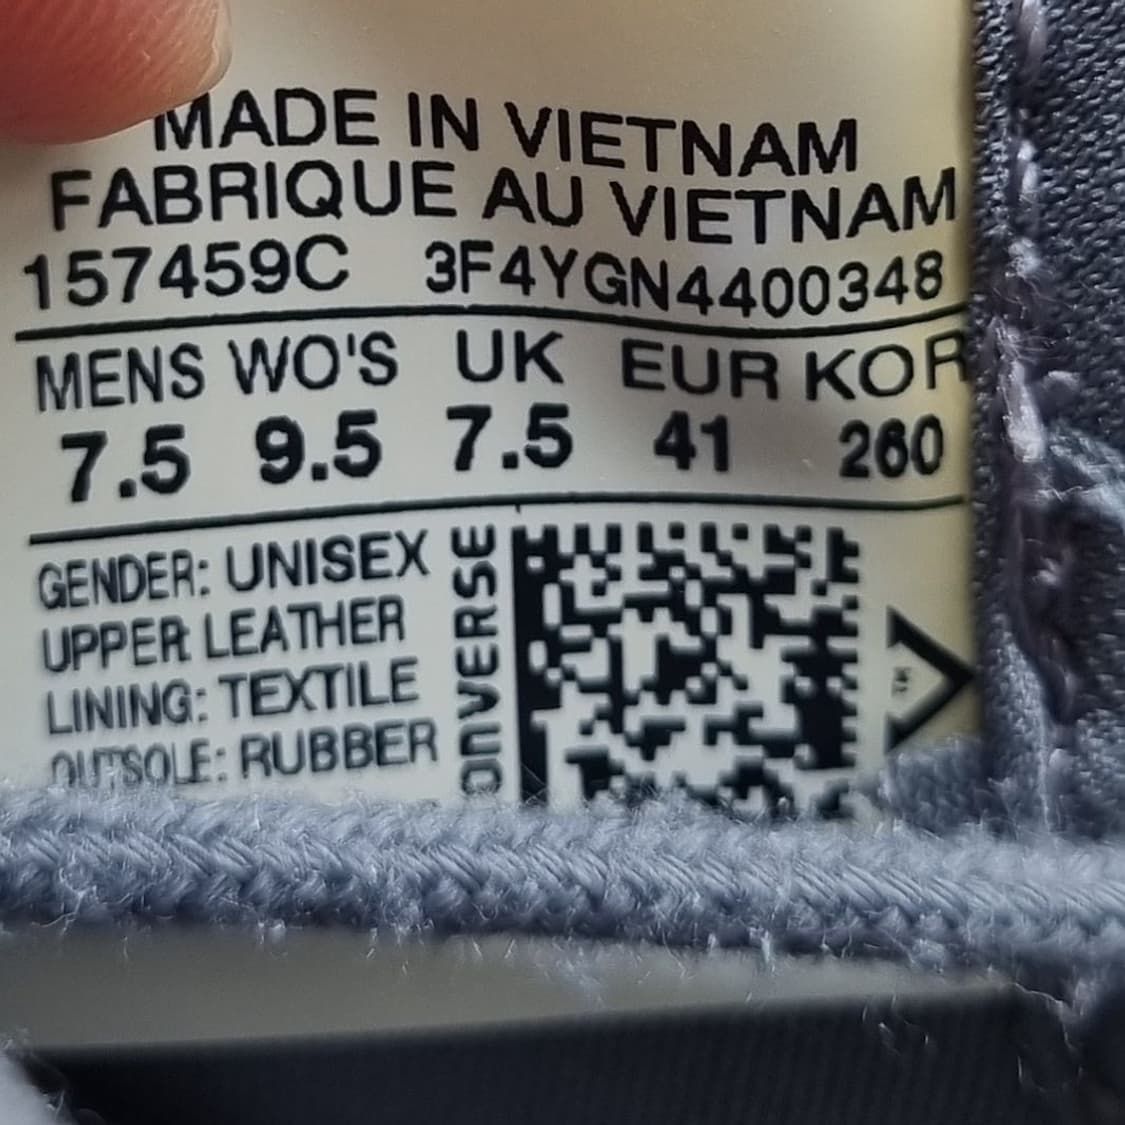 MADE IN VIETNAM
FABRIQUE AU VIETNAM
157459C 3F4YGN4400348
MENS WO'S UK EUR KOR
7.5 9.5 7.5 41 260
GENDER: UNISEX
UPPER LEATHER
LINING: TEXTILE
OUTSOLE: RUBBER
ONVERSE